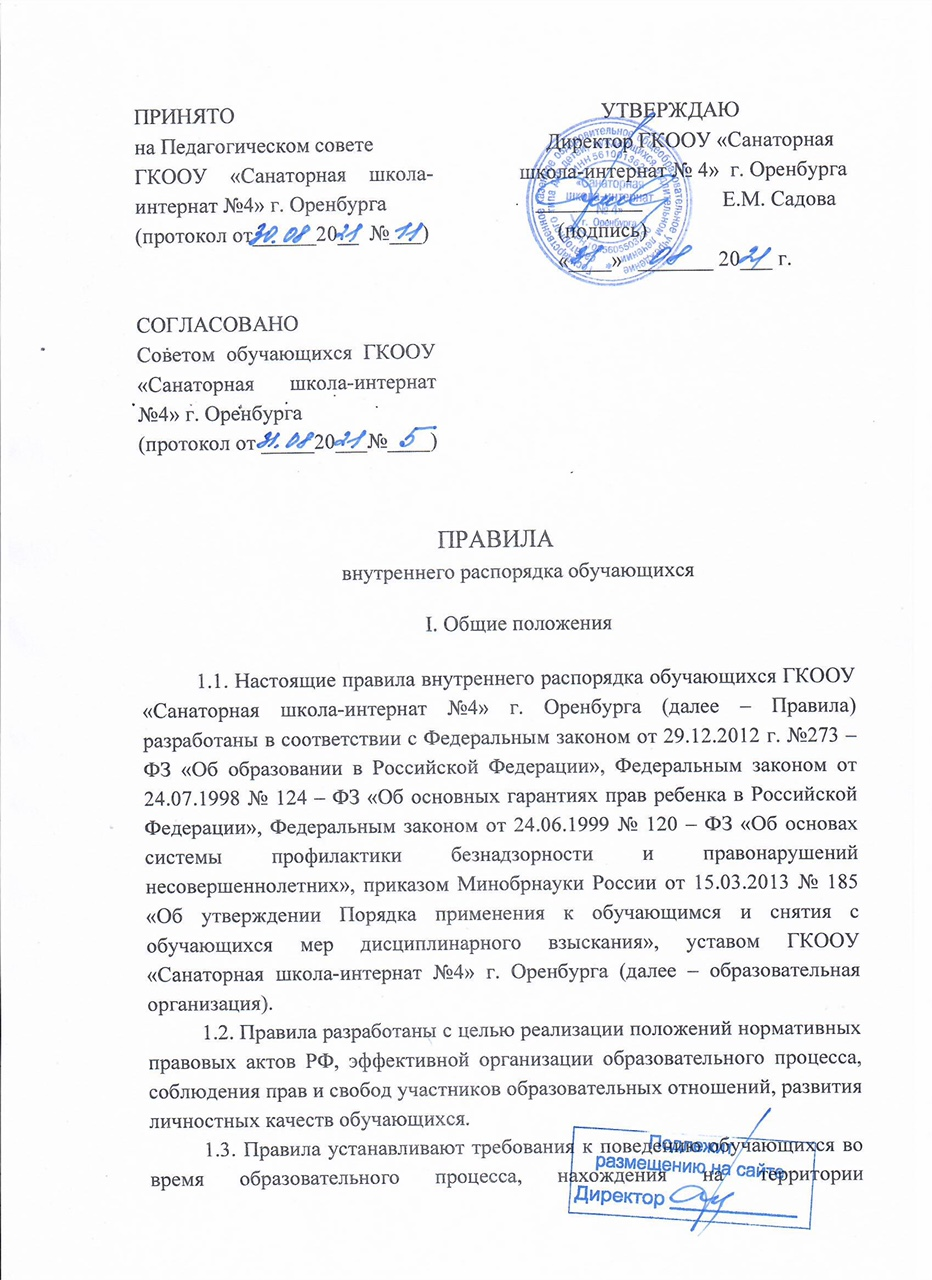 ПРИНЯТО
на Педагогическом совете
ГКООУ «Санаторная школа-
интернат №4» г. Оренбурга
(протокол от 30.08 2021 № 11)
УТВЕРЖДАЮ
Директор ГКООУ «Санаторная
школа-интернат № 4» г. Оренбурга
Е.М. Садова
(подпись)
«31» 08 2021 г.
СОГЛАСОВАНО
Советом обучающихся ГКООУ
«Санаторная школа-интернат
№4» г. Оренбурга
(протокол от 31.08 2021 № 5)
ПРАВИЛА
внутреннего распорядка обучающихся
I. Общие положения
1.1. Настоящие правила внутреннего распорядка обучающихся ГКООУ
«Санаторная школа-интернат №4» г. Оренбурга (далее – Правила)
разработаны в соответствии с Федеральным законом от 29.12.2012 г. №273 –
ФЗ «Об образовании в Российской Федерации», Федеральным законом от
24.07.1998 № 124 – ФЗ «Об основных гарантиях прав ребенка в Российской
Федерации», Федеральным законом от 24.06.1999 № 120 – ФЗ «Об основах
системы профилактики безнадзорности и правонарушений
несовершеннолетних», приказом Минобрнауки России от 15.03.2013 № 185
«Об утверждении Порядка применения к обучающимся и снятия с
обучающихся мер дисциплинарного взыскания», уставом ГКООУ
«Санаторная школа-интернат №4» г. Оренбурга (далее – образовательная
организация).
1.2. Правила разработаны с целью реализации положений нормативных
правовых актов РФ, эффективной организации образовательного процесса,
соблюдения прав и свобод участников образовательных отношений, развития
личностных качеств обучающихся.
1.3. Правила устанавливают требования к поведению обучающихся во
время образовательного процесса, нахождения на территории
Подлежит
размещению на сайте
Директор